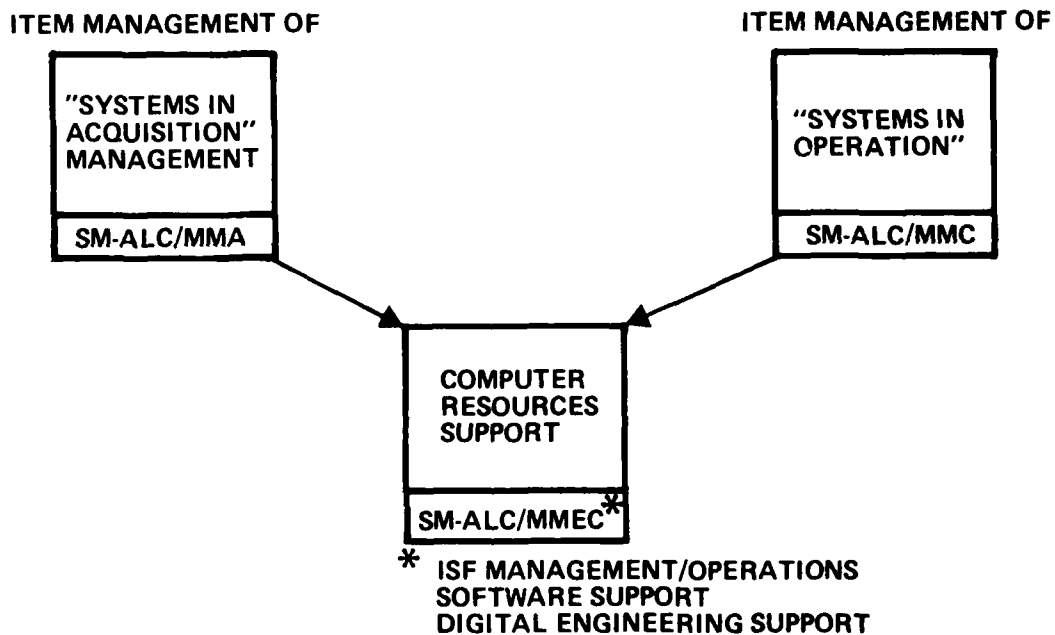 ITEM MANAGEMENT OF
"SYSTEMS IN
ACQUISITION"
MANAGEMENT
SM-ALC/MMA
ITEM MANAGEMENT OF
"SYSTEMS IN
OPERATION"
SM-ALC/MMC
COMPUTER
RESOURCES
SUPPORT
SM-ALC/MMEC*
* ISF MANAGEMENT/OPERATIONS
SOFTWARE SUPPORT
DIGITAL ENGINEERING SUPPORT